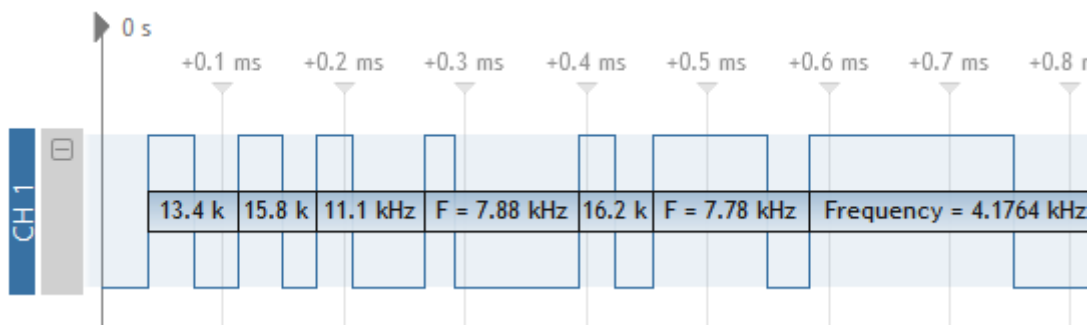 0 s
+0.1 ms +0.2 ms +0.3 ms +0.4 ms +0.5 ms +0.6 ms +0.7 ms +0.8 m
CH 1
13.4 k 15.8 k 11.1 kHz F = 7.88 kHz 16.2 k F = 7.78 kHz Frequency = 4.1764 kHz